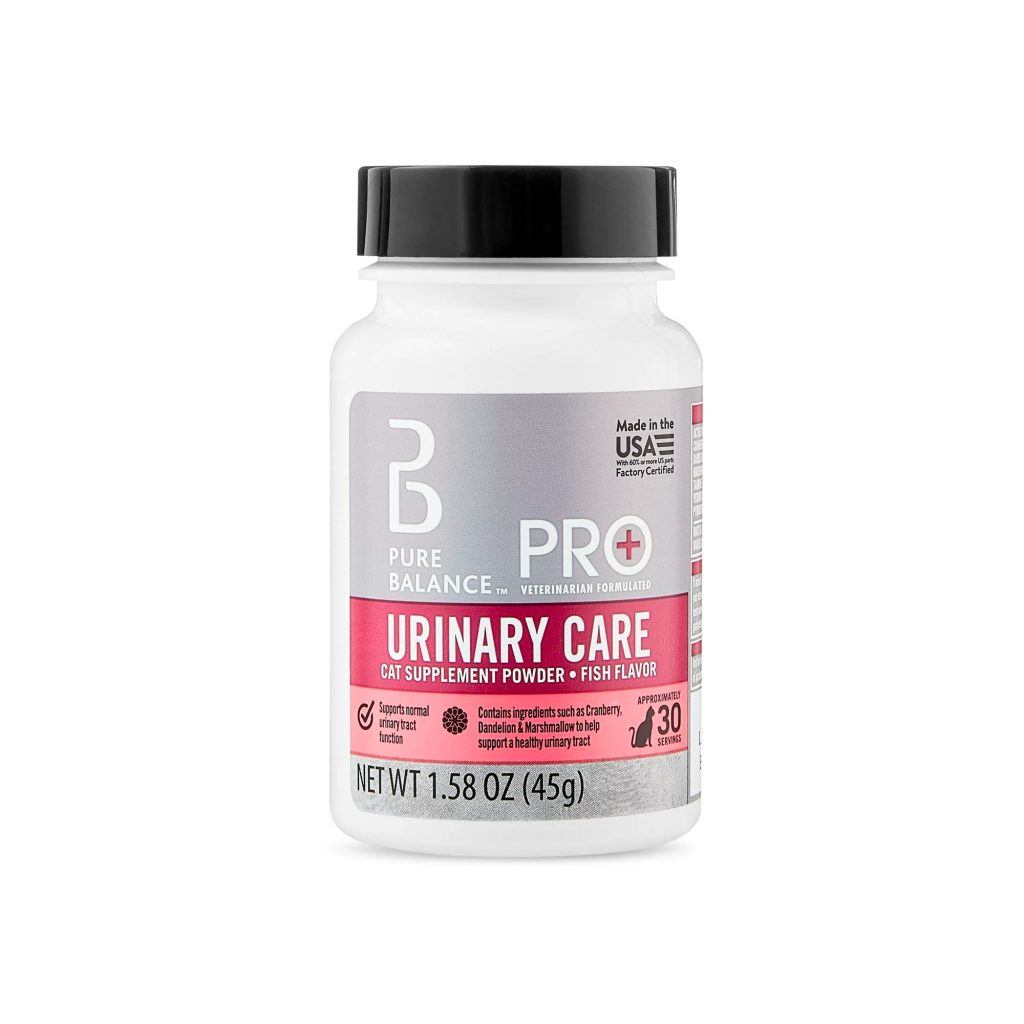 B
Made in the
USA
With 60% or more US parts
Factory Certified
PURE
BALANCE™
PRO
VETERINARIAN FORMULATED
URINARY CARE
CAT SUPPLEMENT POWDER • FISH FLAVOR
Supports normal
urinary tract
function
Contains ingredients such as Cranberry,
Dandelion & Marshmallow to help
support a healthy urinary tract
APPROXIMATELY
30
SERVINGS
NET WT 1.58 OZ (45g)